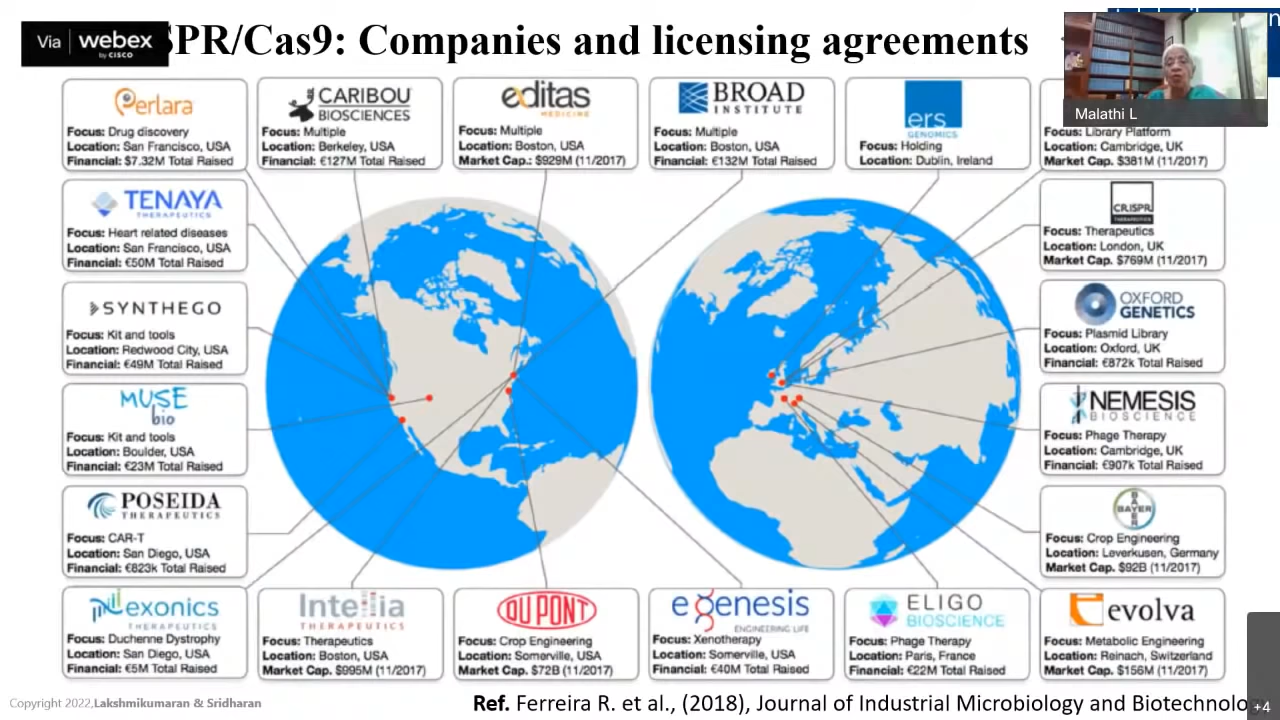 Via webex
by CISCO
SPR/Cas9: Companies and licensing agreements
Malathi L
Perlara
Focus: Drug discovery
Location: San Francisco, USA
Financial: $7.32M Total Raised
CARIBOU
BIOSCIENCES
Focus: Multiple
Location: Berkeley, USA
Financial: €127M Total Raised
editas
MEDICINE
Focus: Multiple
Location: Boston, USA
Market Cap.: $929M (11/2017)
BROAD
INSTITUTE
Focus: Multiple
Location: Boston, USA
Financial: €132M Total Raised
ers
GENOMICS
Focus: Holding
Location: Dublin, Ireland
Focus: Library Platform
Location: Cambridge, UK
Market Cap. $381M (11/2017)
TENAYA
THERAPEUTICS
Focus: Heart related diseases
Location: San Francisco, USA
Financial: €50M Total Raised
CRISPR
THERAPEUTICS
Focus: Therapeutics
Location: London, UK
Market Cap. $769M (11/2017)
SYNTHEGO
Focus: Kit and tools
Location: Redwood City, USA
Financial: €49M Total Raised
OXFORD
GENETICS
Focus: Plasmid Library
Location: Oxford, UK
Financial: €872k Total Raised
MUSE
bio
Focus: Kit and tools
Location: Boulder, USA
Financial: €23M Total Raised
NEMESIS
BIOSCIENCE
Focus: Phage Therapy
Location: Cambridge, UK
Financial: €907k Total Raised
POSEIDA
THERAPEUTICS
Focus: CAR-T
Location: San Diego, USA
Financial: €823k Total Raised
BAYER
BAYER
Focus: Crop Engineering
Location: Leverkusen, Germany
Market Cap. $92B (11/2017)
exonics
THERAPEUTICS
Focus: Duchenne Dystrophy
Location: San Diego, USA
Financial: €5M Total Raised
Intellia
THERAPEUTICS
Focus: Therapeutics
Location: Boston, USA
Market Cap. $995M (11/2017)
DU PONT
Focus: Crop Engineering
Location: Somerville, USA
Market Cap. $72B (11/2017)
eGenesis
ENGINEERING LIFE
Focus: Xenotherapy
Location: Somerville, USA
Financial: €40M Total Raised
ELIGO
BIOSCIENCE
Focus: Phage Therapy
Location: Paris, France
Financial: €22M Total Raised
evolva
Focus: Metabolic Engineering
Location: Reinach, Switzerland
Market Cap. $156M (11/2017)
Copyright 2022,Lakshmikumaran & Sridharan
Ref. Ferreira R. et al., (2018), Journal of Industrial Microbiology and Biotechnolo
+4